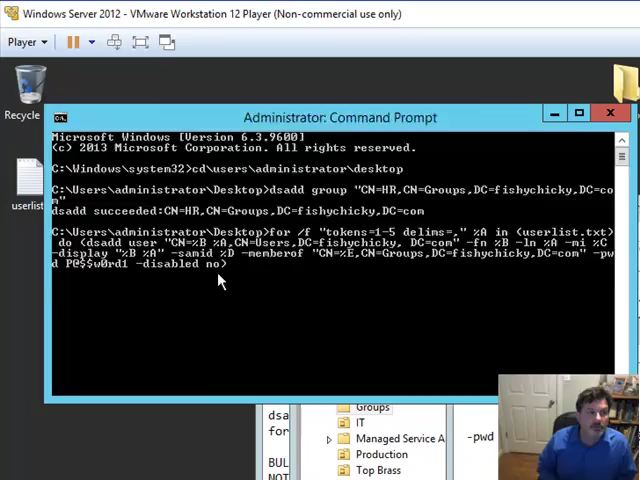 Windows Server 2012 - VMware Workstation 12 Player (Non-commercial use only)
Player
Recycle
userlist
Administrator: Command Prompt
Microsoft Windows [Version 6.3.9600]
(c) 2013 Microsoft Corporation. All rights reserved.
C:\Windows\system32>cd\users\administrator\desktop
C:\Users\administrator\Desktop>dsadd group "CN=HR,CN=Groups,DC=fishychicky,DC=co
m"
dsadd succeeded:CN=HR,CN=Groups,DC=fishychicky,DC=com
C:\Users\administrator\Desktop>for /f "tokens=1-5 delims=," %A in (userlist.txt)
do (dsadd user "CN=%B %A,CN=Users,DC=fishychicky, DC=com" -fn %B -ln %A -mi %C
-display "%B %A" -samid %D -memberof "CN=%E,CN=Groups,DC=fishychicky,DC=com" -pw
d P@$$w0rd1 -disabled no)
dsa
for
BUL
NOT
Groups
IT
Managed Service A
Production
Top Brass
-pwd